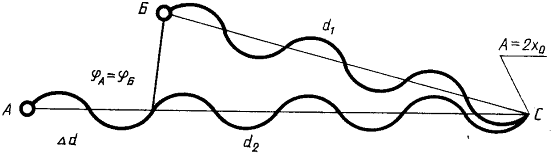 Б
d₁
A = 2x₀
φA = φБ
A
C
Δd
d₂